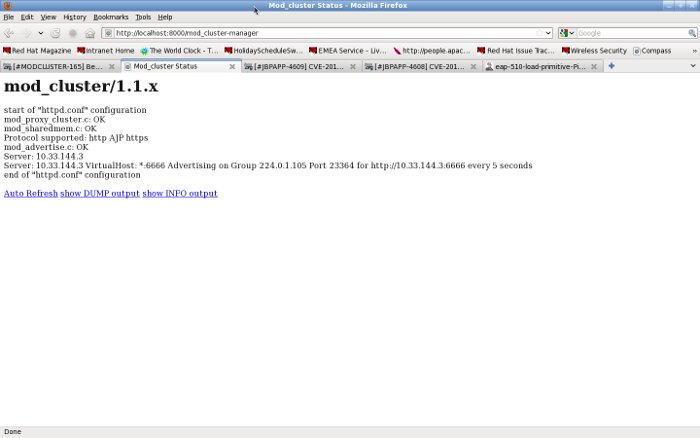 Mod_cluster Status - Mozilla Firefox
File Edit View History Bookmarks Tools Help
http://localhost:8000/mod_cluster-manager
Google
Red Hat Magazine Intranet Home The World Clock - T... HolidayScheduleSw... EMEA Service - Liv... http://people.apac... Red Hat Issue Trac... Wireless Security Compass
[#MODCLUSTER-165] Be... Mod_cluster Status [#JBPAPP-4609] CVE-201... [#JBPAPP-4608] CVE-201... eap-510-load-primitive-Pi...
mod_cluster/1.1.x
start of "httpd.conf" configuration
mod_proxy_cluster.c: OK
mod_sharedmem.c: OK
Protocol supported: http AJP https
mod_advertise.c: OK
Server: 10.33.144.3
Server: 10.33.144.3 VirtualHost: *:6666 Advertising on Group 224.0.1.105 Port 23364 for http://10.33.144.3:6666 every 5 seconds
end of "httpd.conf" configuration
Auto Refresh show DUMP output show INFO output
Done